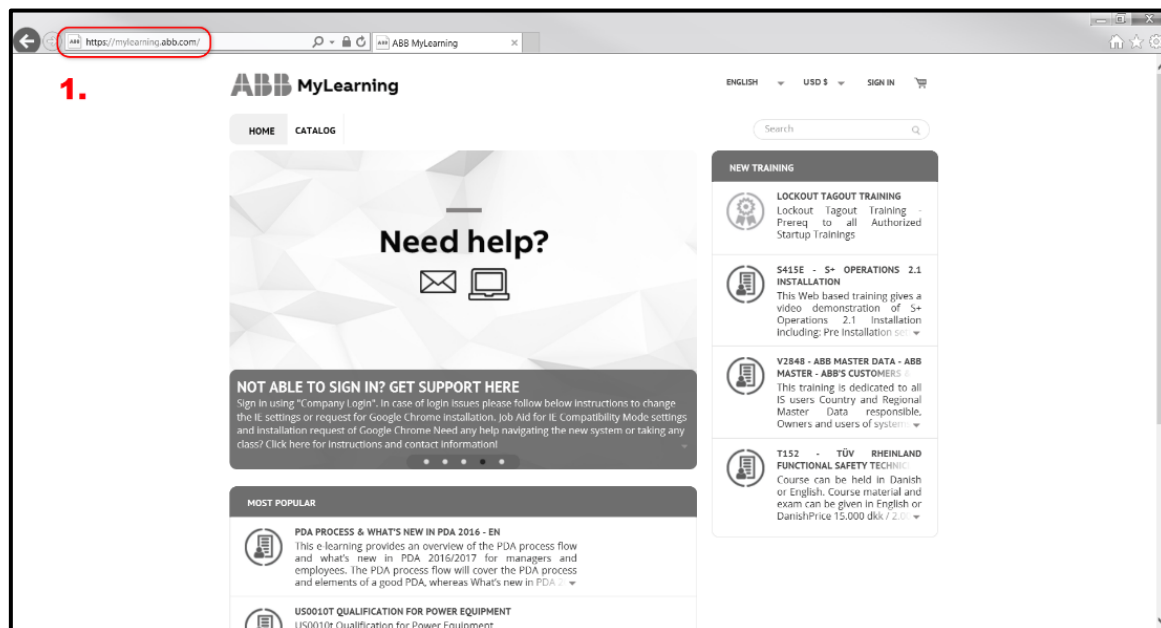 https://mylearning.abb.com/
ABB MyLearning
1.
ABB MyLearning
ENGLISH
USD $
SIGN IN
HOME
CATALOG
Search
Need help?
NOT ABLE TO SIGN IN? GET SUPPORT HERE
Sign in using "Company Login". In case of login issues please follow below instructions to change
the IE settings or request for Google Chrome installation. Job Aid for IE Compatibility Mode settings
and installation request of Google Chrome Need any help navigating the new system or taking any
class? Click here for instructions and contact information!
NEW TRAINING
LOCKOUT TAGOUT TRAINING
Lockout Tagout Training -
Prereq to all Authorized
Startup Trainings
S415E - S+ OPERATIONS 2.1
INSTALLATION
This Web based training gives a
video demonstration of S+
Operations 2.1 Installation
including: Pre Installation set
V2848 - ABB MASTER DATA - ABB
MASTER - ABB'S CUSTOMERS &
This training is dedicated to all
IS users Country and Regional
Master Data responsible,
Owners and users of system
T152 - TÜV RHEINLAND
FUNCTIONAL SAFETY TECHNIC
Course can be held in Danish
or English. Course material and
exam can be given in English or
DanishPrice 15.000 dkk / 2.0
MOST POPULAR
PDA PROCESS & WHAT'S NEW IN PDA 2016 - EN
This e-learning provides an overview of the PDA process flow
and what's new in PDA 2016/2017 for managers and
employees. The PDA process flow will cover the PDA process
and elements of a good PDA, whereas What's new in PDA 2
US0010T QUALIFICATION FOR POWER EQUIPMENT
US0010t Qualification for Power Equipment